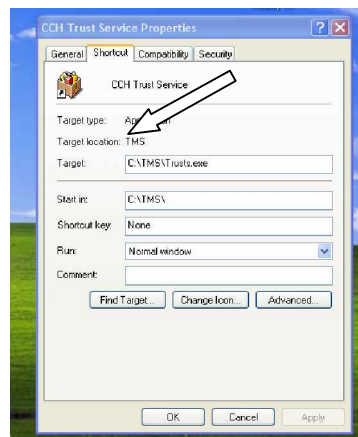 CCH Trust Service Properties
General Shortcut Compatibility Security
CCH Trust Service
Target type:
Target location: TMS
Target: C:\TMS\Trusts.exe
Start in: C:\TMS\
Shortcut key: None
Run: Normal window
Comment:
Find Target... Change Icon... Advanced...
OK Cancel Apply